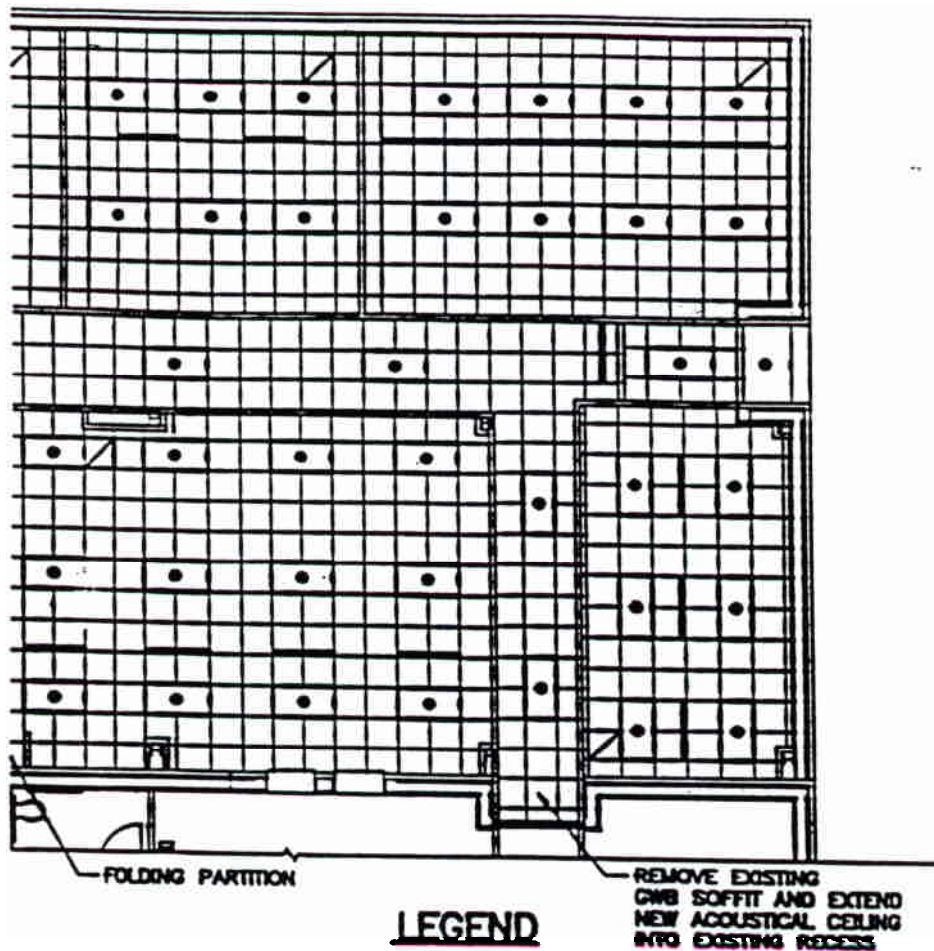 FOLDING PARTITION
REMOVE EXISTING
GWB SOFFIT AND EXTEND
NEW ACOUSTICAL CEILING
INTO EXISTING RECESS
LEGEND